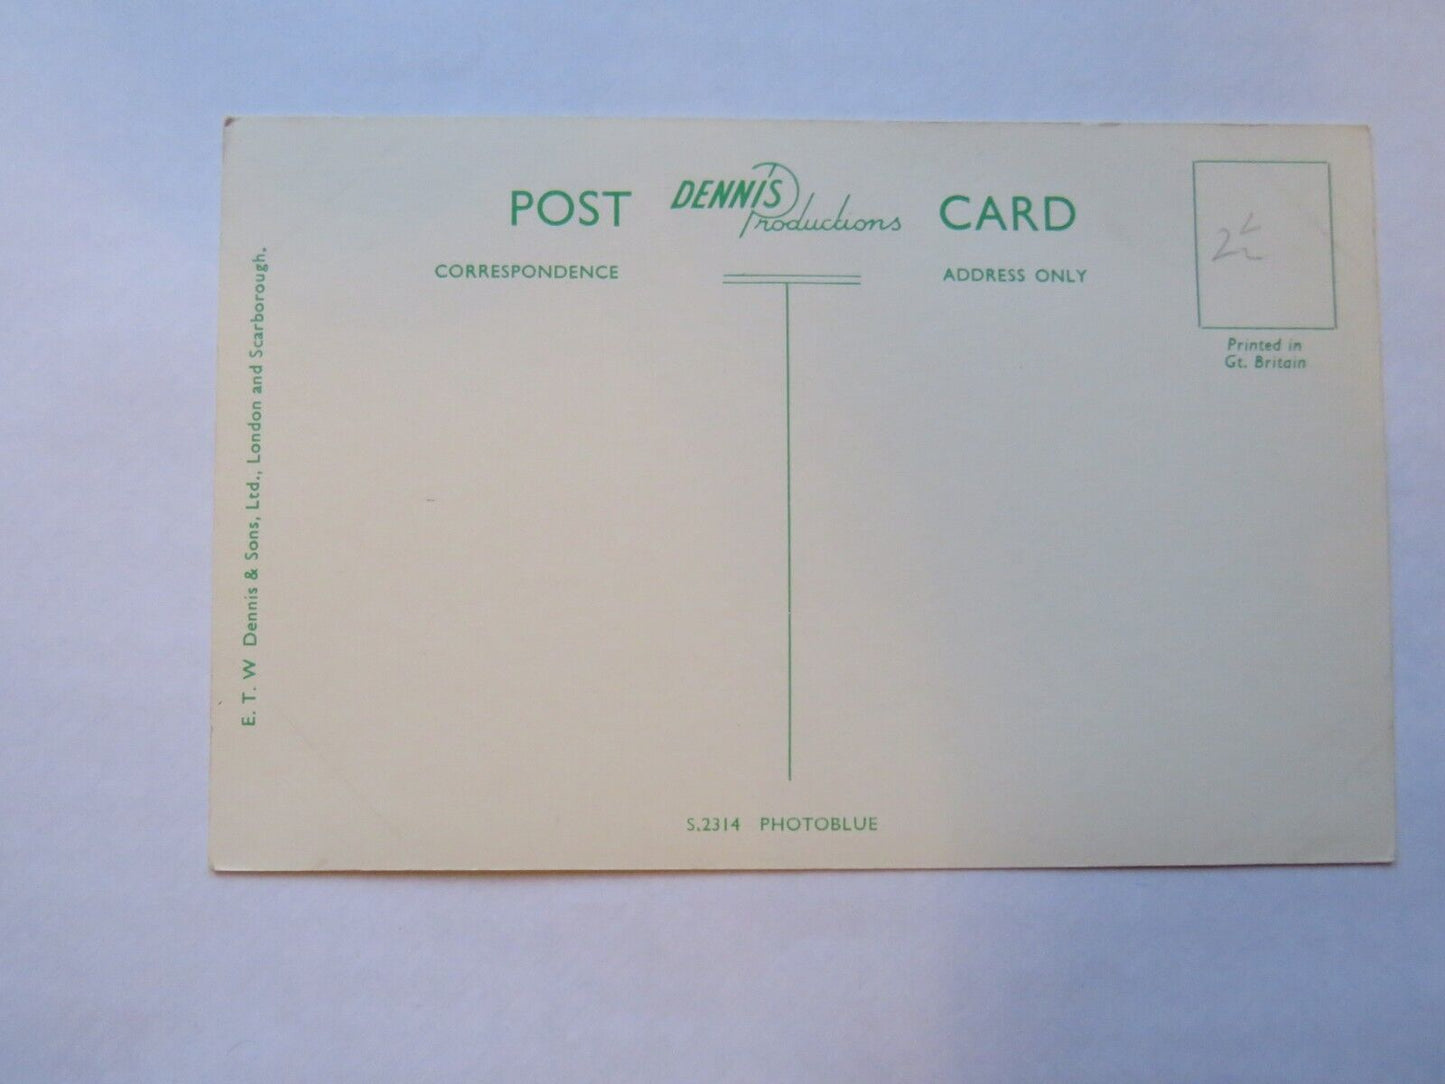 POST DENNIS Productions CARD
CORRESPONDENCE
ADDRESS ONLY
2½
Printed in
Gt. Britain
E. T. W Dennis & Sons, Ltd., London and Scarborough.
S.2314 PHOTOBLUE